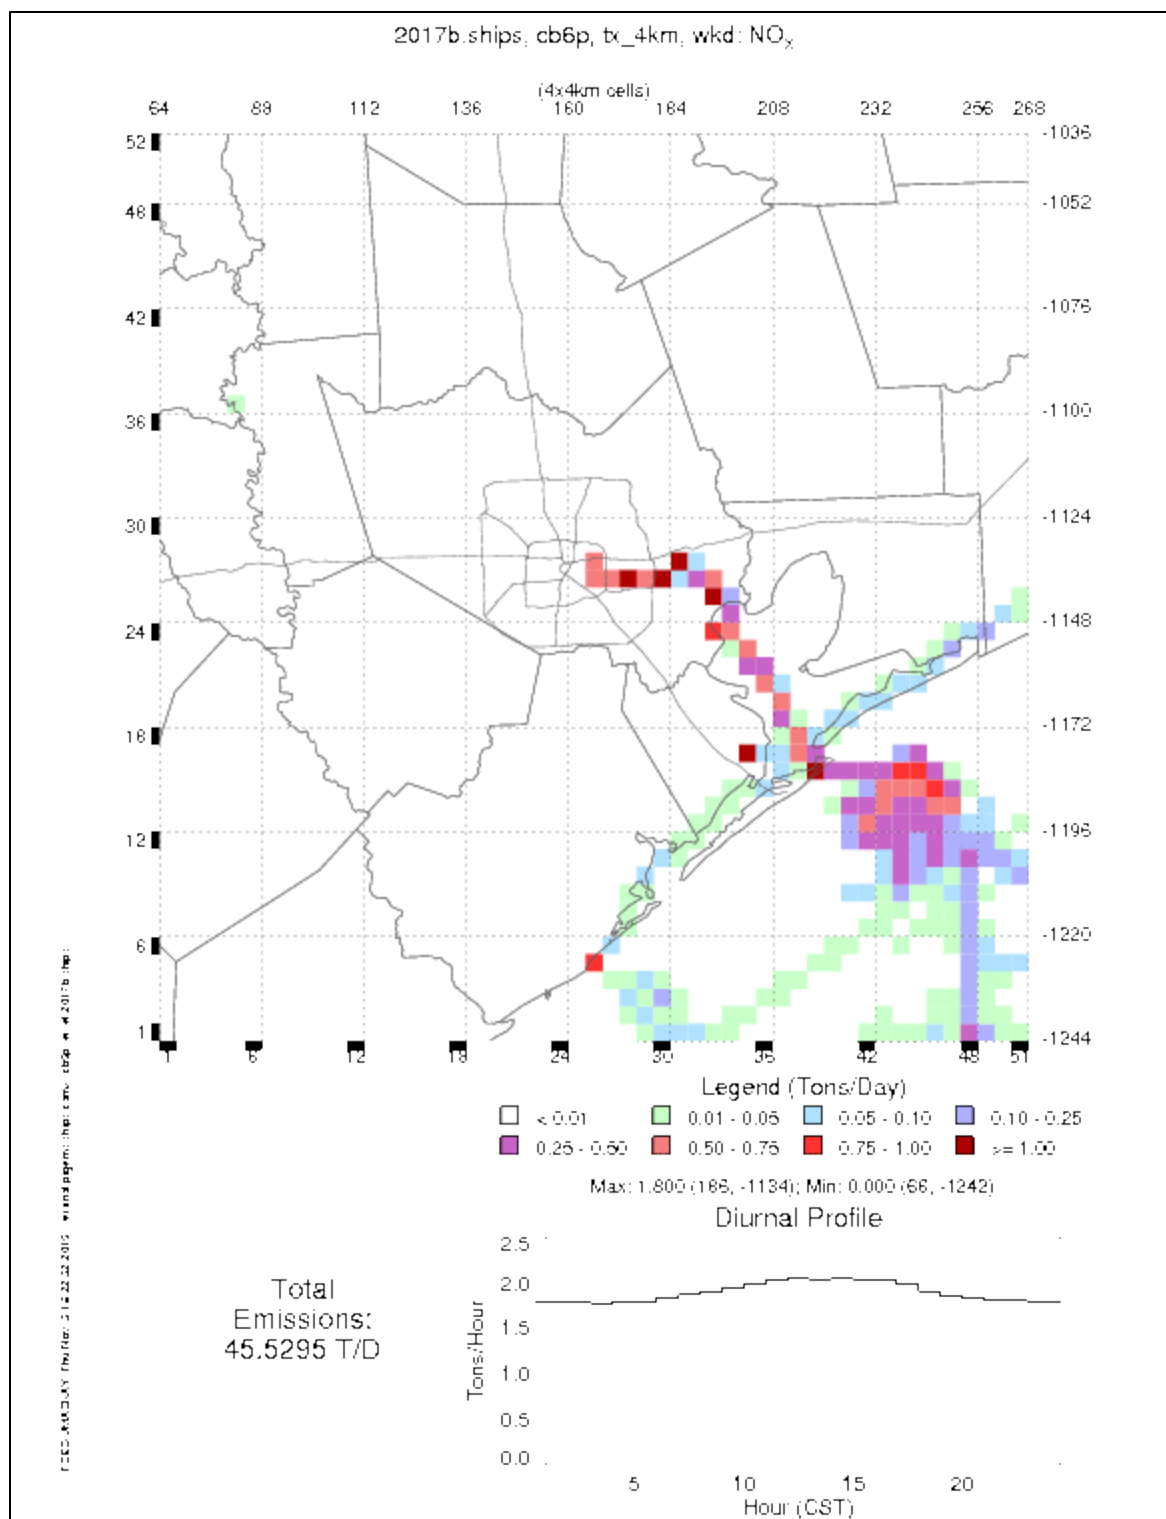 2017b.ships, cb6p, tx_4km, wkd: NOₓ
(4x4km cells)
64 88 112 136 160 184 208 232 256 268
52 -1036
48 -1052
42 -1076
36 -1100
30 -1124
24 -1148
18 -1172
12 -1196
6 -1220
1 -1244
1 6 12 18 24 30 36 42 48 51
Legend (Tons/Day)
< 0.01 0.01 - 0.05 0.05 - 0.10 0.10 - 0.25
0.25 - 0.50 0.50 - 0.75 0.75 - 1.00 >= 1.00
Max: 1.800 (186, -1134); Min: 0.000 (66, -1242)
Diurnal Profile
Total
Emissions:
45.5295 T/D
Tons/Hour
2.5
2.0
1.5
1.0
0.5
0.0
5 10 15 20
Hour (CST)